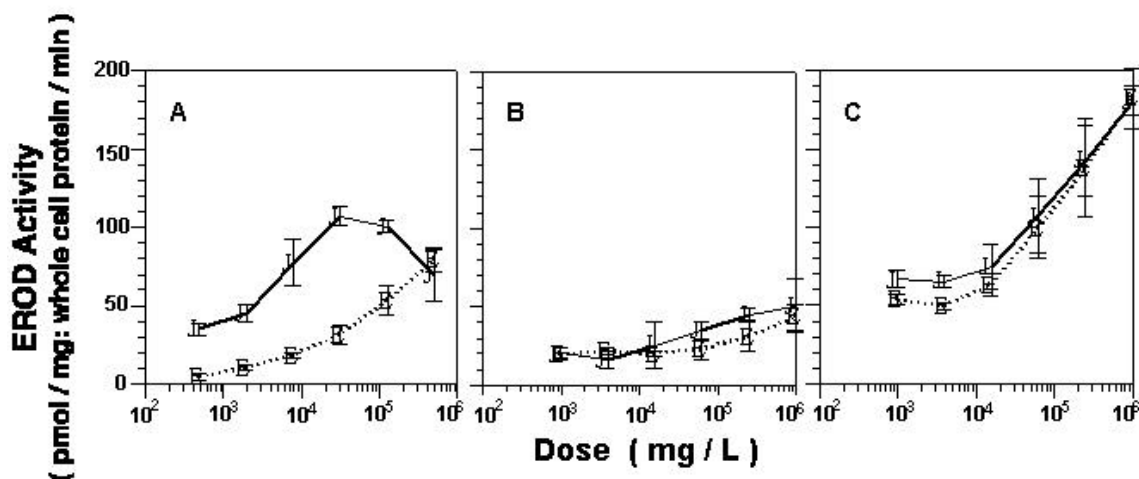 EROD Activity
( pmol / mg: whole cell protein / min )
200
150
100
50
0
A
B
C
10² 10³ 10⁴ 10⁵ 10⁶
10² 10³ 10⁴ 10⁵ 10⁶
10² 10³ 10⁴ 10⁵ 10⁶
Dose ( mg / L )